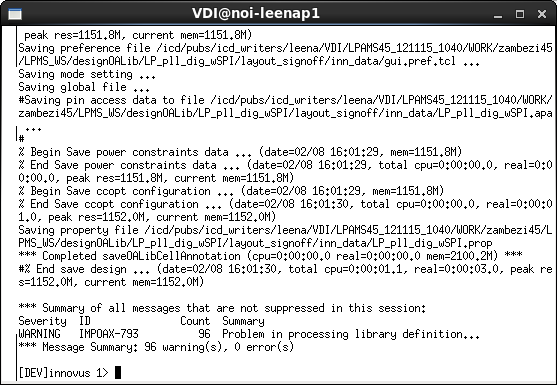 VDI@noi-leenap1
peak res=1151.8M, current mem=1151.8M)
Saving preference file /icd/pubs/icd_writers/leena/VDI/LPAMS45_121115_1040/WORK/zambezi45
/LPMS_WS/designOALib/LP_pll_dig_wSPI/layout_signoff/inn_data/gui.pref.tcl ...
Saving mode setting ...
Saving global file ...
#Saving pin access data to file /icd/pubs/icd_writers/leena/VDI/LPAMS45_121115_1040/WORK/
zambezi45/LPMS_WS/designOALib/LP_pll_dig_wSPI/layout_signoff/inn_data/LP_pll_dig_wSPI.apa
 ...
#
% Begin Save power constraints data ... (date=02/08 16:01:29, mem=1151.8M)
% End Save power constraints data ... (date=02/08 16:01:29, total cpu=0:00:00.0, real=0:0
0:00.0, peak res=1151.8M, current mem=1151.8M)
% Begin Save ccopt configuration ... (date=02/08 16:01:29, mem=1151.8M)
% End Save ccopt configuration ... (date=02/08 16:01:30, total cpu=0:00:00.0, real=0:00:0
1.0, peak res=1152.0M, current mem=1152.0M)
Saving property file /icd/pubs/icd_writers/leena/VDI/LPAMS45_121115_1040/WORK/zambezi45/L
PMS_WS/designOALib/LP_pll_dig_wSPI/layout_signoff/inn_data/LP_pll_dig_wSPI.prop
*** Completed saveOALibCellAnnotation (cpu=0:00:00.0 real=0:00:00.0 mem=2100.2M) ***
#% End save design ... (date=02/08 16:01:30, total cpu=0:00:01.1, real=0:00:03.0, peak re
s=1152.0M, current mem=1152.0M)
*** Summary of all messages that are not suppressed in this session:
Severity  ID               Count  Summary
WARNING   IMPOAX-793          96  Problem in processing library definition...
*** Message Summary: 96 warning(s), 0 error(s)
[DEV]innovus 1>